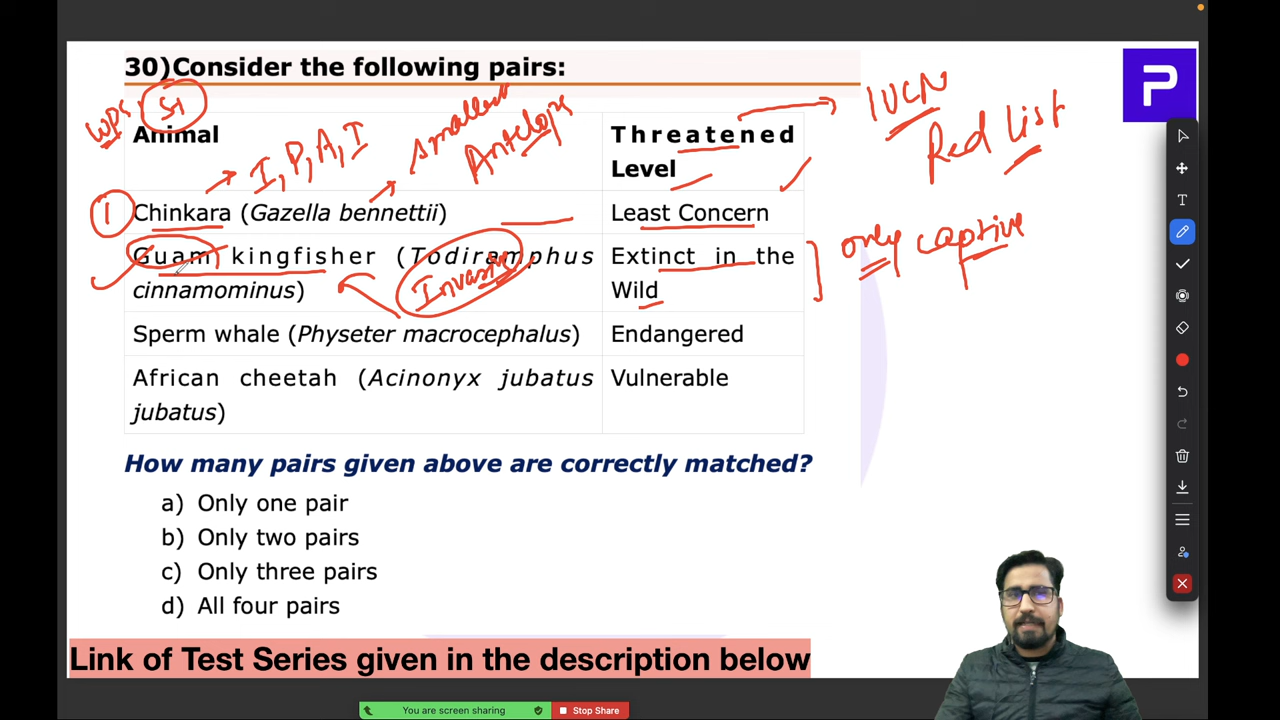 30)Consider the following pairs:
WPS S1
Animal
Threatened Level
IUCN
Red List
I, P, A, I
smallest
Antelope
1
Chinkara (Gazella bennettii)
Least Concern
Guam kingfisher (Todiramphus
cinnamominus)
Extinct in the
Wild
only captive
Invasive
Sperm whale (Physeter macrocephalus)
Endangered
African cheetah (Acinonyx jubatus
jubatus)
Vulnerable
How many pairs given above are correctly matched?
a) Only one pair
b) Only two pairs
c) Only three pairs
d) All four pairs
Link of Test Series given in the description below
You are screen sharing
Stop Share
P
T